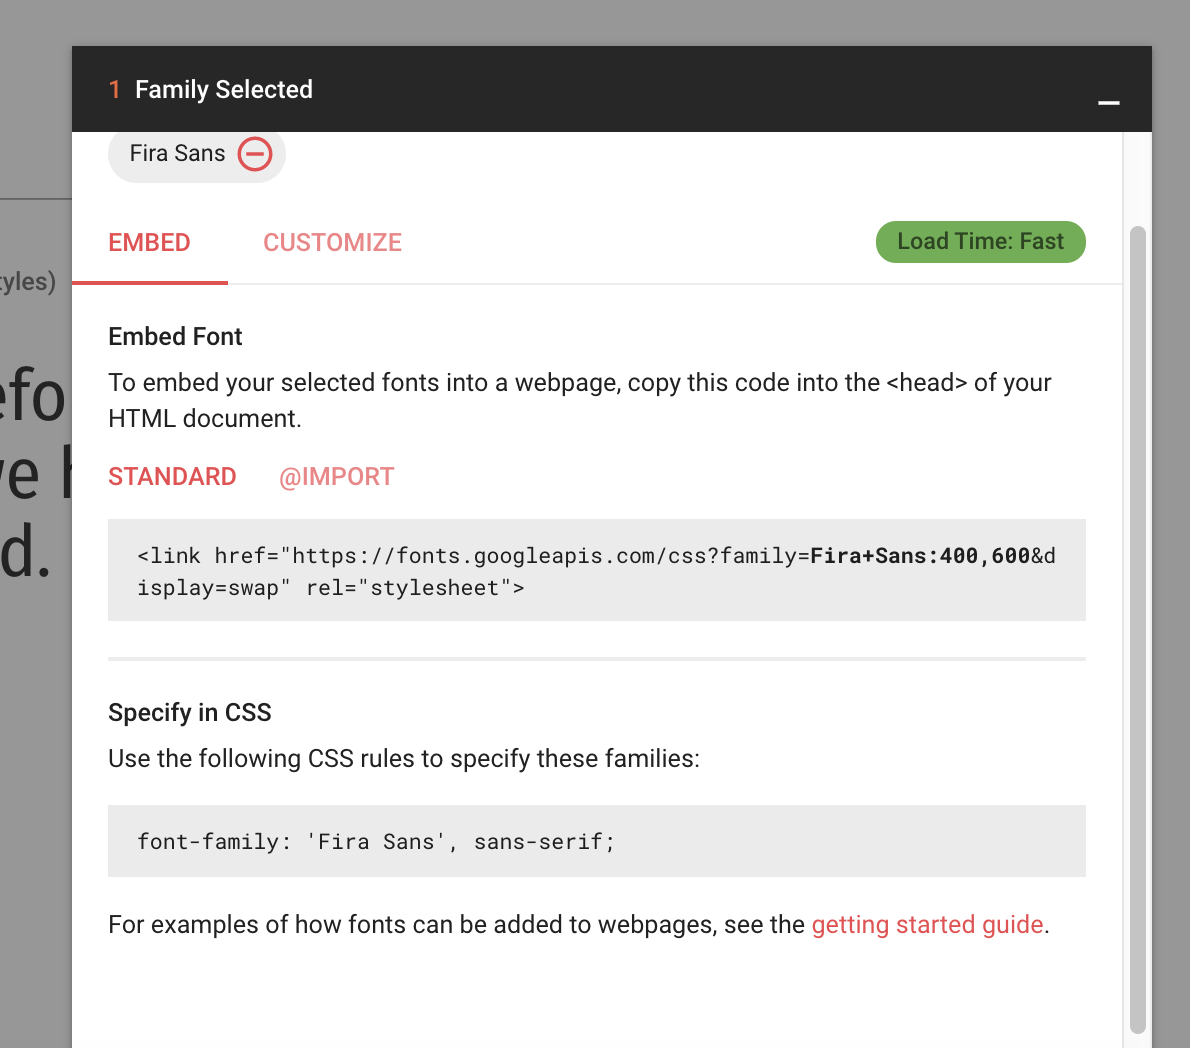 1 Family Selected
Fira Sans
EMBED CUSTOMIZE Load Time: Fast
tyles)
Embed Font
To embed your selected fonts into a webpage, copy this code into the <head> of your
HTML document.
STANDARD @IMPORT
<link href="https://fonts.googleapis.com/css?family=Fira+Sans:400,600&d
isplay=swap" rel="stylesheet">
d.
Specify in CSS
Use the following CSS rules to specify these families:
font-family: 'Fira Sans', sans-serif;
For examples of how fonts can be added to webpages, see the getting started guide.